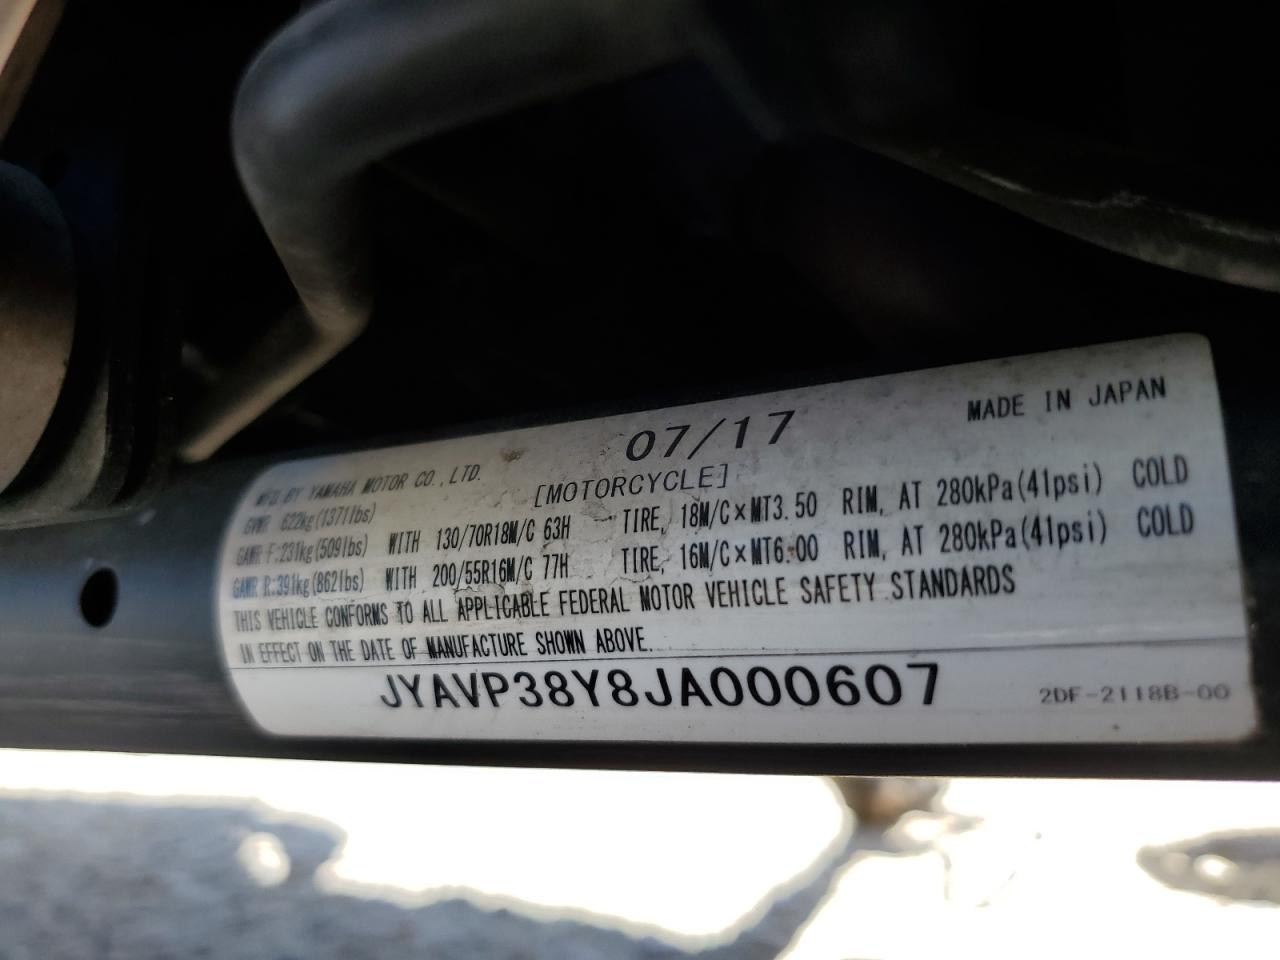 07/17
MADE IN JAPAN
MFD BY YAMAHA MOTOR CO.,LTD.
[MOTORCYCLE]
GVWR 622kg(1371lbs)
GAWR F:231kg(509lbs) WITH 130/70R18M/C 63H TIRE, 18M/C×MT3.50 RIM, AT 280kPa(41psi) COLD
GAWR R:391kg(862lbs) WITH 200/55R16M/C 77H TIRE, 16M/C×MT6.00 RIM, AT 280kPa(41psi) COLD
THIS VEHICLE CONFORMS TO ALL APPLICABLE FEDERAL MOTOR VEHICLE SAFETY STANDARDS
IN EFFECT ON THE DATE OF MANUFACTURE SHOWN ABOVE.
JYAVP38Y8JA000607
2DF-2118B-00